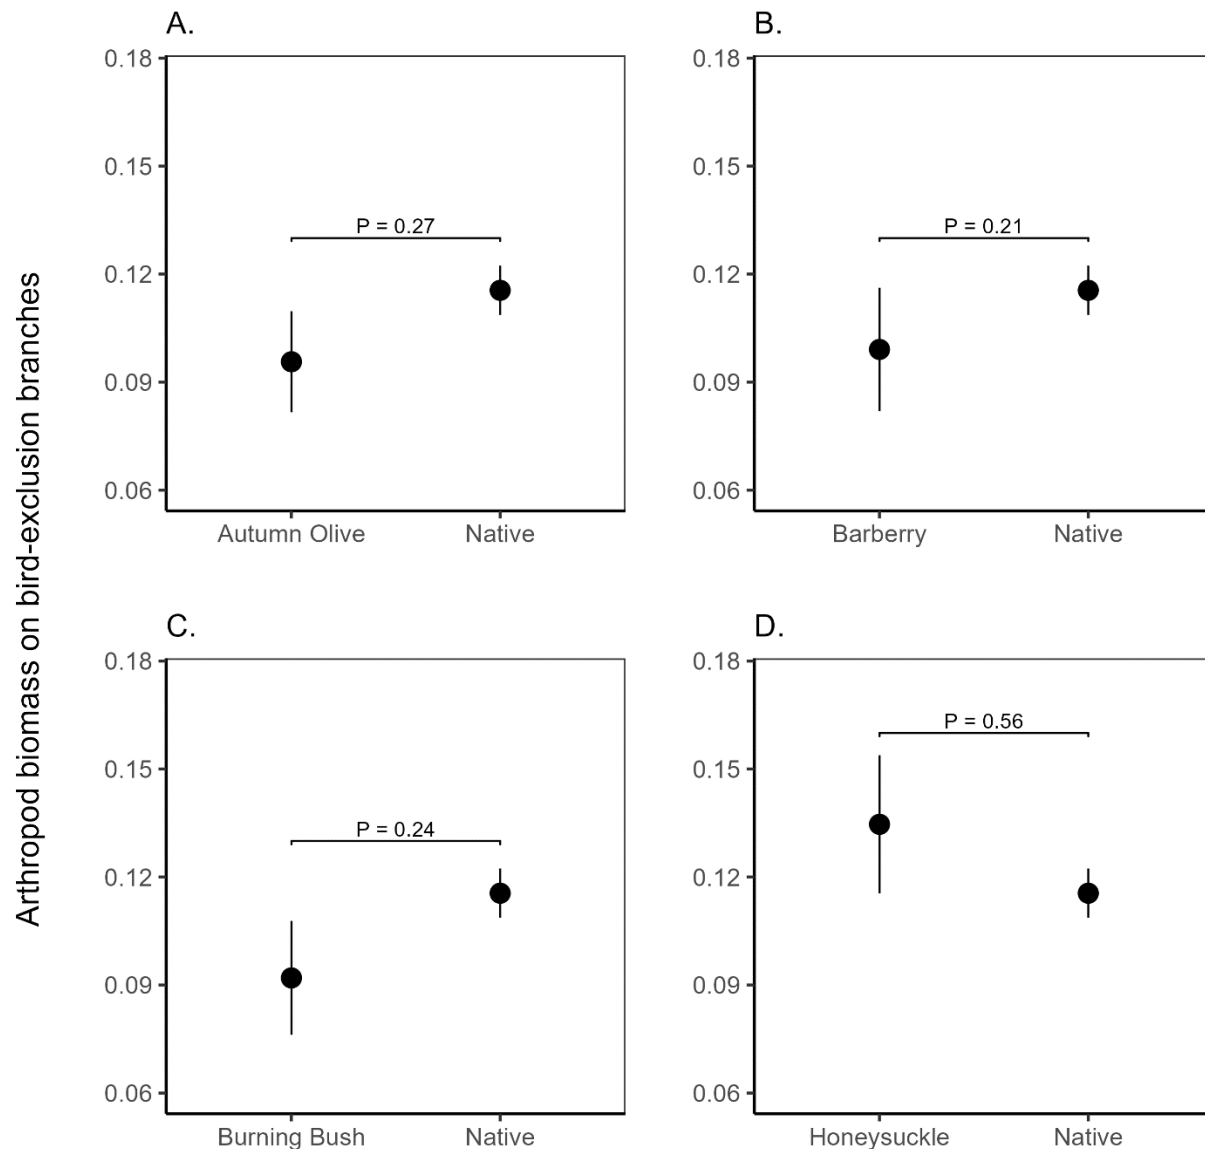 Arthropod biomass on bird-exclusion branches
A.
0.18
0.15
0.12
0.09
0.06
P = 0.27
Autumn Olive
Native
B.
0.18
0.15
0.12
0.09
0.06
P = 0.21
Barberry
Native
C.
0.18
0.15
0.12
0.09
0.06
P = 0.24
Burning Bush
Native
D.
0.18
0.15
0.12
0.09
0.06
P = 0.56
Honeysuckle
Native